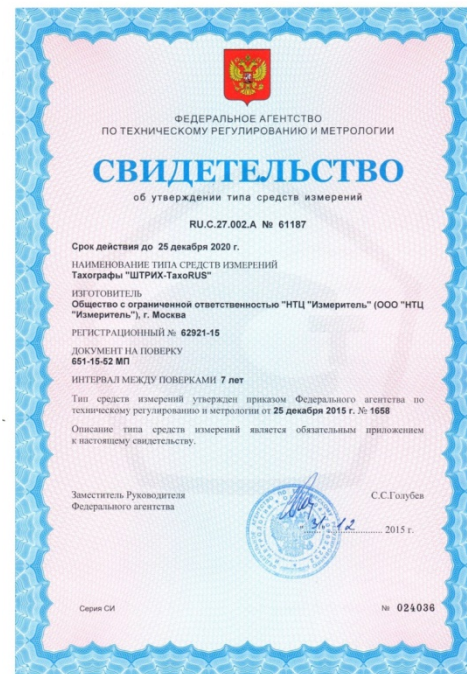 ФЕДЕРАЛЬНОЕ АГЕНТСТВО
ПО ТЕХНИЧЕСКОМУ РЕГУЛИРОВАНИЮ И МЕТРОЛОГИИ
СВИДЕТЕЛЬСТВО
об утверждении типа средств измерений
RU.C.27.002.A № 61187
Срок действия до 25 декабря 2020 г.
НАИМЕНОВАНИЕ ТИПА СРЕДСТВ ИЗМЕРЕНИЙ
Тахографы "ШТРИХ-ТахоRUS"
ИЗГОТОВИТЕЛЬ
Общество с ограниченной ответственностью "НТЦ "Измеритель" (ООО "НТЦ
"Измеритель"), г. Москва
РЕГИСТРАЦИОННЫЙ № 62921-15
ДОКУМЕНТ НА ПОВЕРКУ
651-15-52 МП
ИНТЕРВАЛ МЕЖДУ ПОВЕРКАМИ 7 лет
Тип средств измерений утвержден приказом Федерального агентства по
техническому регулированию и метрологии от 25 декабря 2015 г. № 1658
Описание типа средств измерений является обязательным приложением
к настоящему свидетельству.
Заместитель Руководителя
Федерального агентства
С.С.Голубев
"31" 12 2015 г.
Серия СИ
№ 024036